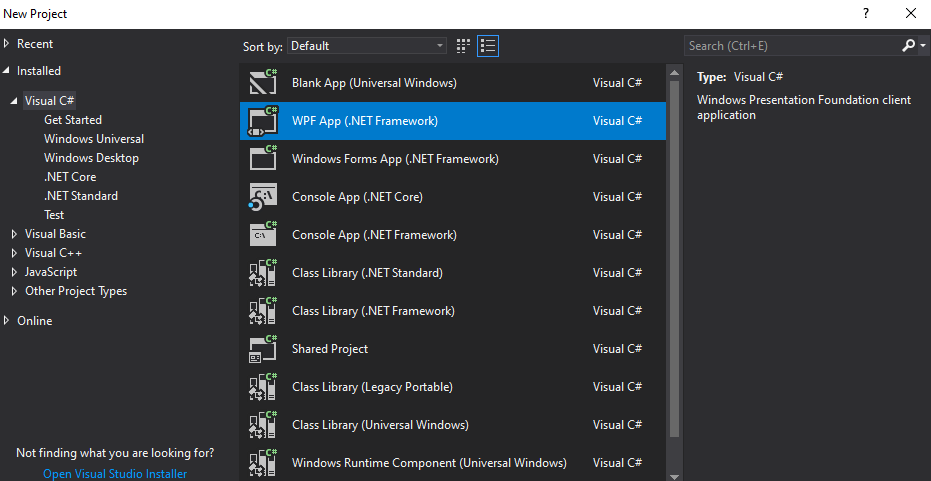 New Project
?
Recent
Installed
Visual C#
Get Started
Windows Universal
Windows Desktop
.NET Core
.NET Standard
Test
Visual Basic
Visual C++
JavaScript
Other Project Types
Online
Not finding what you are looking for?
Open Visual Studio Installer
Sort by: Default
Blank App (Universal Windows) Visual C#
WPF App (.NET Framework) Visual C#
Windows Forms App (.NET Framework) Visual C#
Console App (.NET Core) Visual C#
Console App (.NET Framework) Visual C#
Class Library (.NET Standard) Visual C#
Class Library (.NET Framework) Visual C#
Shared Project Visual C#
Class Library (Legacy Portable) Visual C#
Class Library (Universal Windows) Visual C#
Windows Runtime Component (Universal Windows) Visual C#
Search (Ctrl+E)
Type: Visual C#
Windows Presentation Foundation client
application